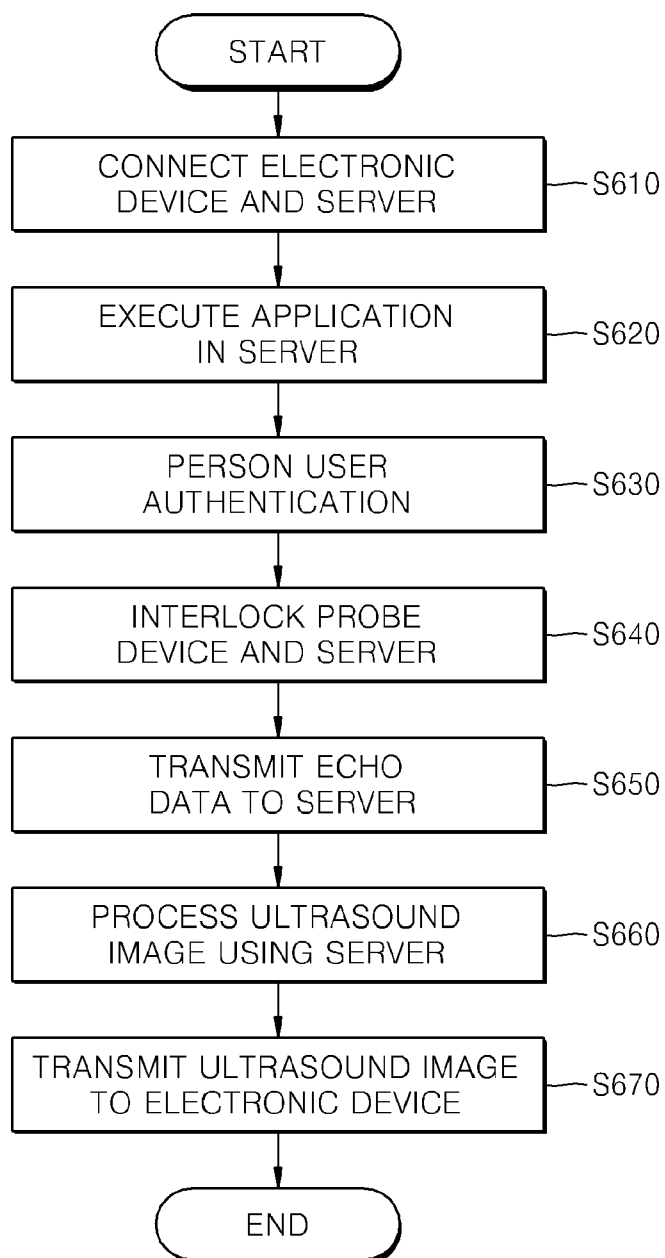 START
CONNECT ELECTRONIC
DEVICE AND SERVER
S610
EXECUTE APPLICATION
IN SERVER
S620
PERSON USER
AUTHENTICATION
S630
INTERLOCK PROBE
DEVICE AND SERVER
S640
TRANSMIT ECHO
DATA TO SERVER
S650
PROCESS ULTRASOUND
IMAGE USING SERVER
S660
TRANSMIT ULTRASOUND IMAGE
TO ELECTRONIC DEVICE
S670
END